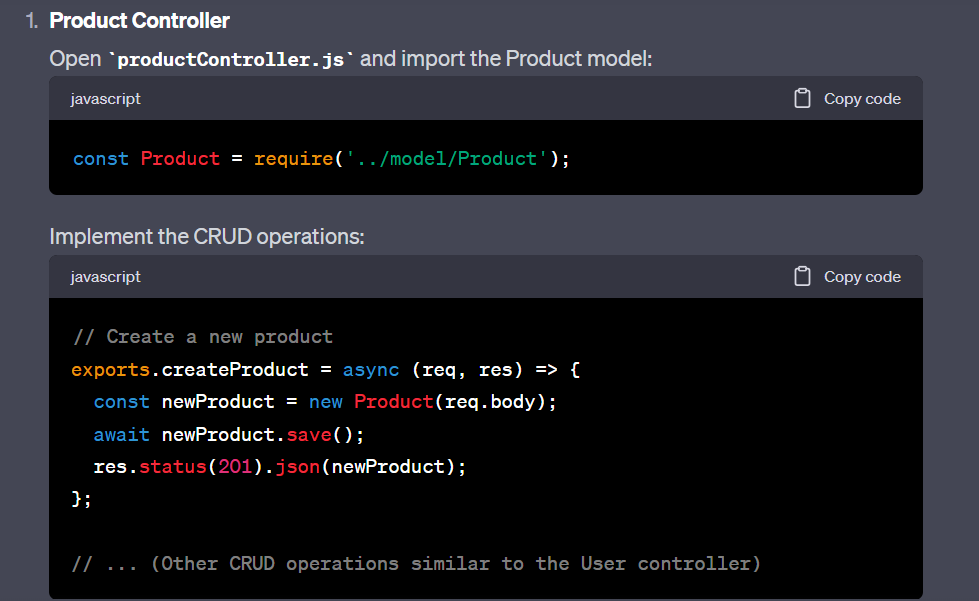 1. Product Controller
Open `productController.js` and import the Product model:
javascript
Copy code
const Product = require('../model/Product');
Implement the CRUD operations:
javascript
Copy code
// Create a new product
exports.createProduct = async (req, res) => {
  const newProduct = new Product(req.body);
  await newProduct.save();
  res.status(201).json(newProduct);
};
// ... (Other CRUD operations similar to the User controller)